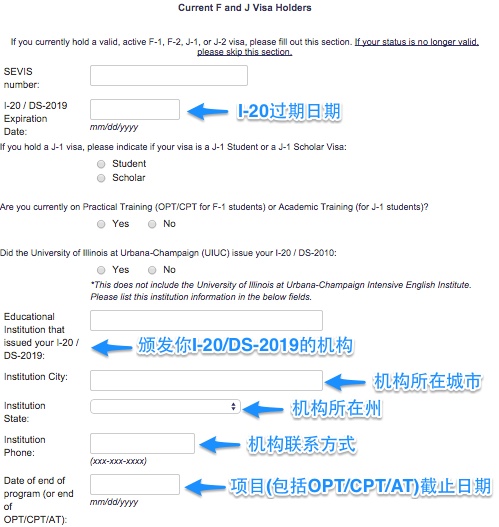 Current F and J Visa Holders
If you currently hold a valid, active F-1, F-2, J-1, or J-2 visa, please fill out this section. If your status is no longer valid,
please skip this section.
SEVIS
number:
I-20 / DS-2019
Expiration
Date:
I-20过期日期
mm/dd/yyyy
If you hold a J-1 visa, please indicate if your visa is a J-1 Student or a J-1 Scholar Visa:
Student
Scholar
Are you currently on Practical Training (OPT/CPT for F-1 students) or Academic Training (for J-1 students)?
Yes No
Did the University of Illinois at Urbana-Champaign (UIUC) issue your I-20 / DS-2010:
Yes No
*This does not include the University of Illinois at Urbana-Champaign Intensive English Institute.
Please list this institution information in the below fields.
Educational
Institution that
issued your I-20 /
DS-2019:
颁发你I-20/DS-2019的机构
Institution City:
机构所在城市
Institution
State:
机构所在州
Institution
Phone:
机构联系方式
(xxx-xxx-xxxx)
Date of end of
program (or end
of
OPT/CPT/AT):
项目(包括OPT/CPT/AT)截止日期
mm/dd/yyyy